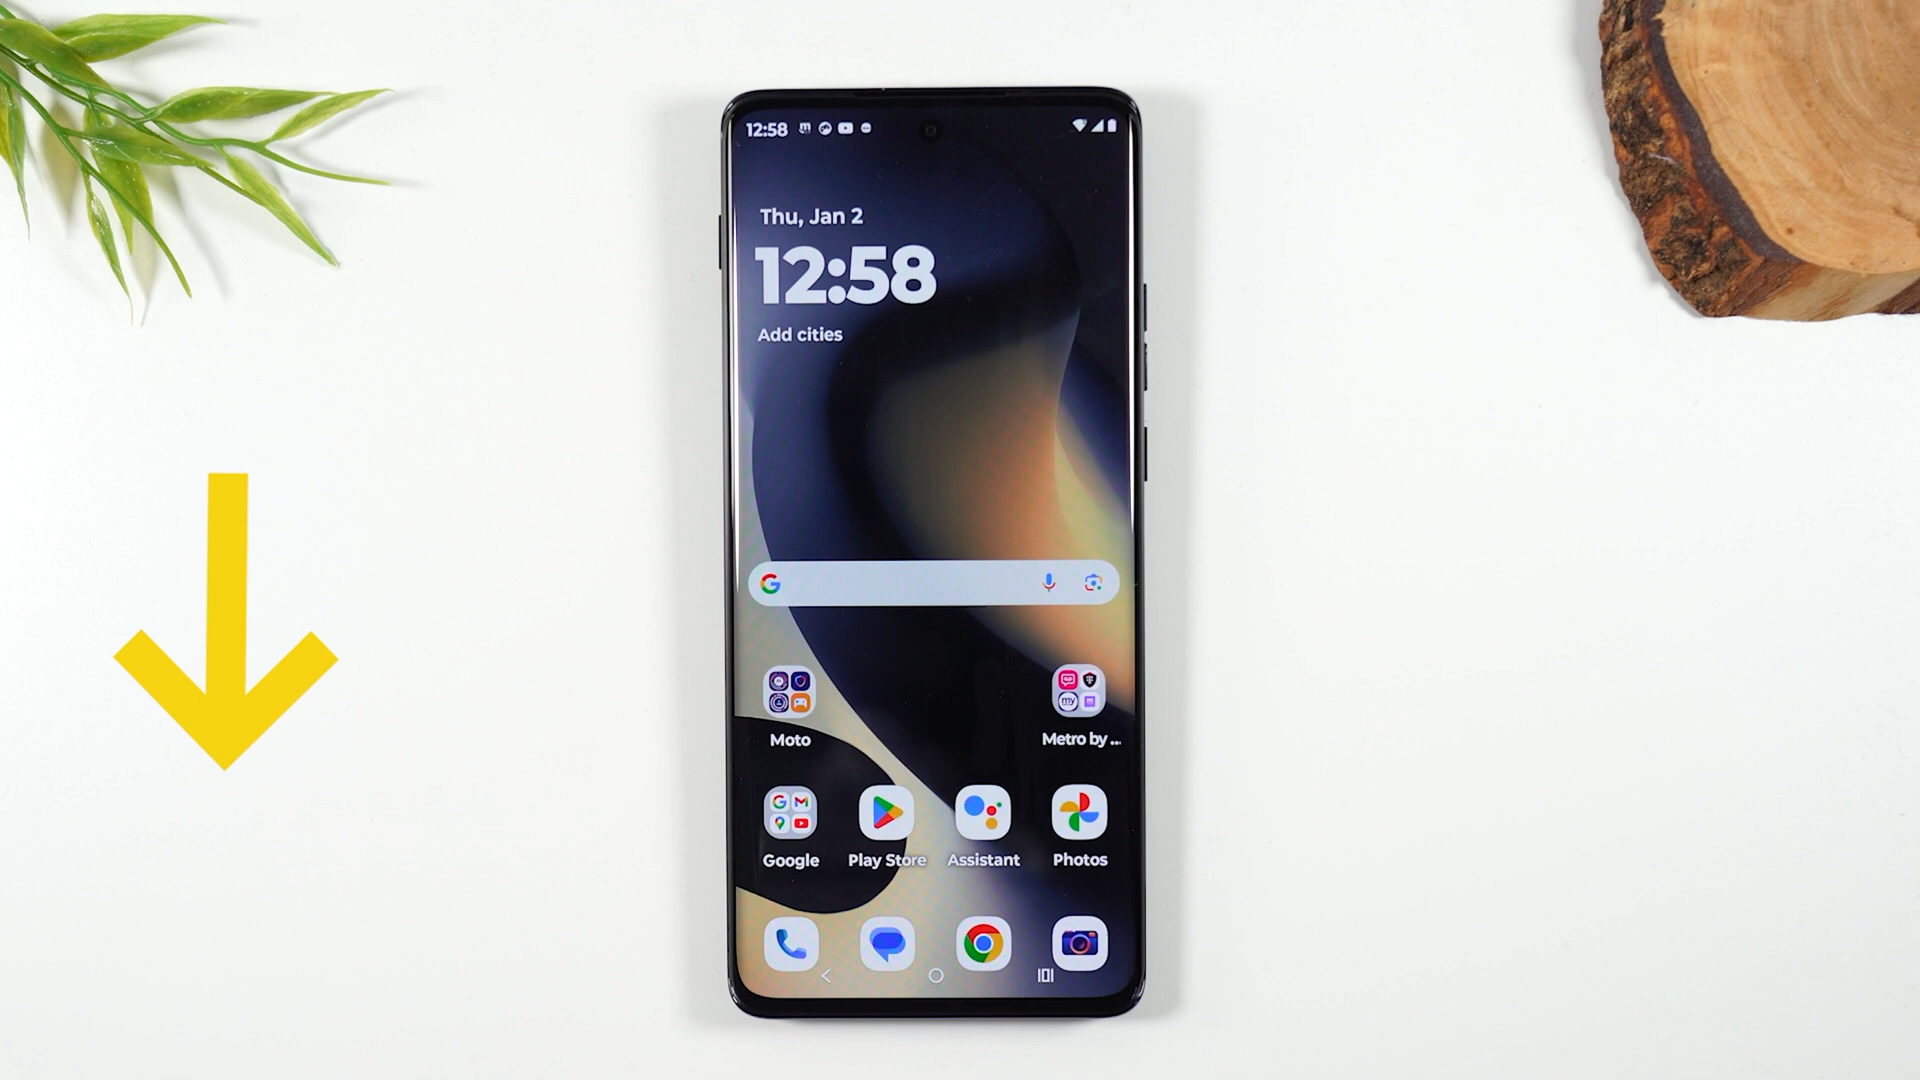 12:58
Thu, Jan 2
12:58
Add cities
Moto
Metro by ...
Google
Play Store
Assistant
Photos